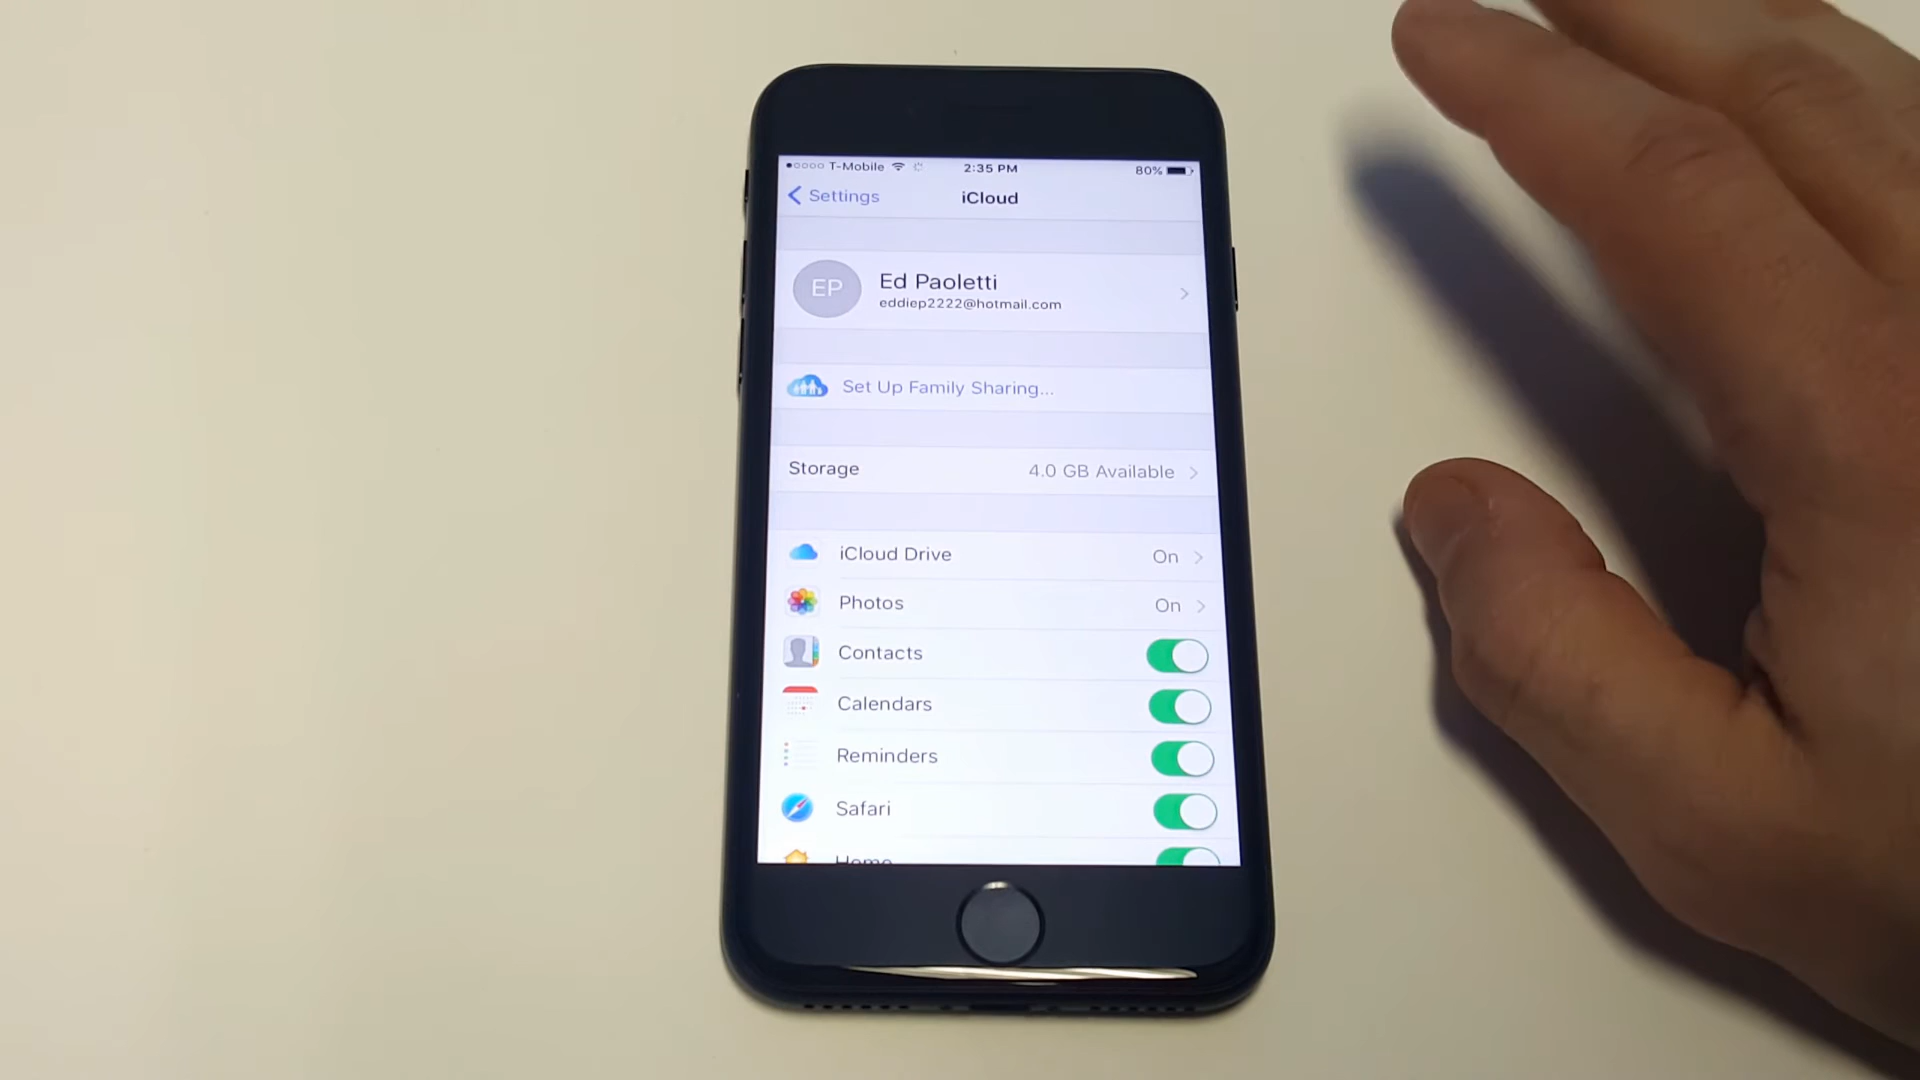 T-Mobile 2:35 PM 80%
Settings iCloud
EP Ed Paoletti
eddiep2222@hotmail.com
Set Up Family Sharing...
Storage 4.0 GB Available
iCloud Drive On
Photos On
Contacts
Calendars
Reminders
Safari
Home